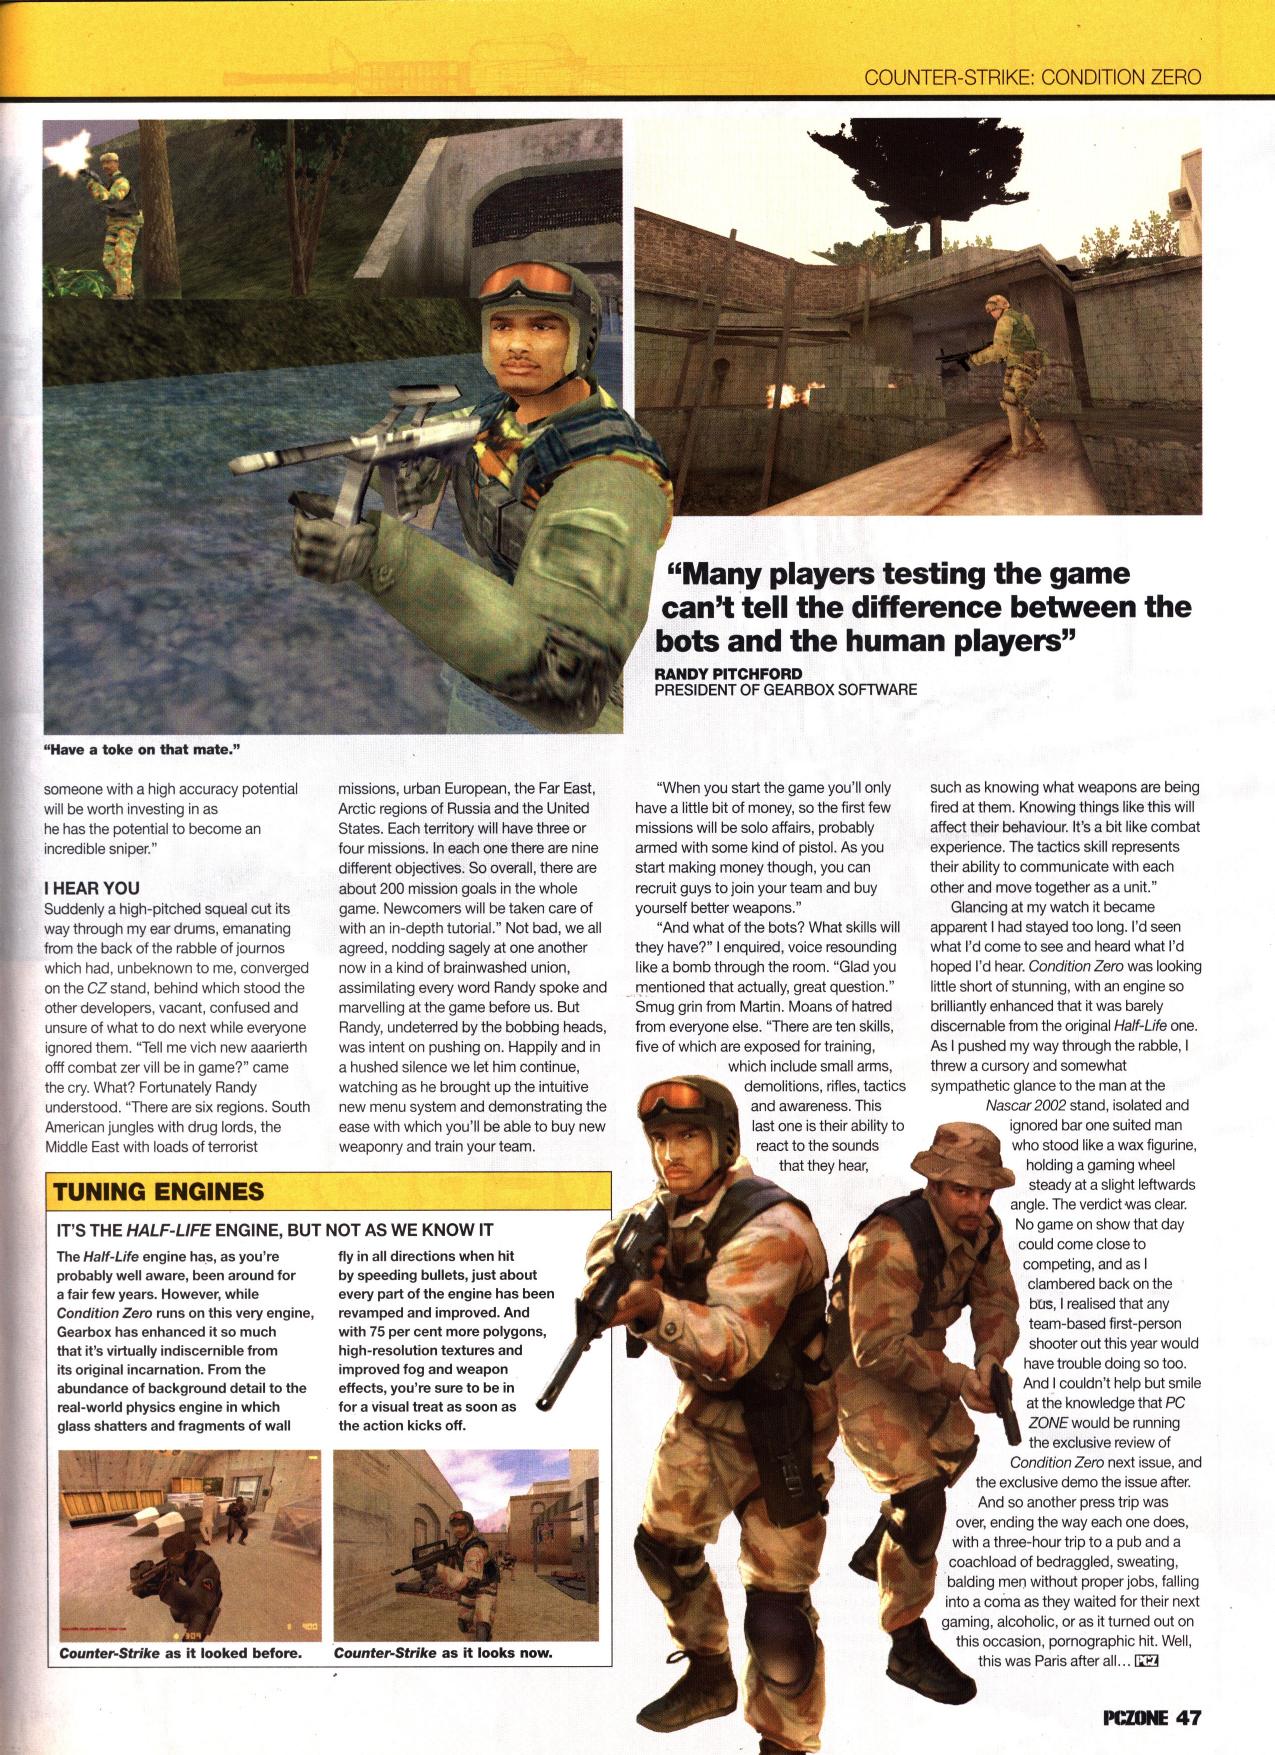 COUNTER-STRIKE: CONDITION ZERO
“Many players testing the game
can’t tell the difference between the
bots and the human players”
RANDY PITCHFORD
PRESIDENT OF GEARBOX SOFTWARE
“Have a toke on that mate.”
someone with a high accuracy potential
will be worth investing in as
he has the potential to become an
incredible sniper.”
I HEAR YOU
Suddenly a high-pitched squeal cut its
way through my ear drums, emanating
from the back of the rabble of journos
which had, unbeknown to me, converged
on the CZ stand, behind which stood the
other developers, vacant, confused and
unsure of what to do next while everyone
ignored them. “Tell me vich new aaarierth
offf combat zer vill be in game?” came
the cry. What? Fortunately Randy
understood. “There are six regions. South
American jungles with drug lords, the
Middle East with loads of terrorist
missions, urban European, the Far East,
Arctic regions of Russia and the United
States. Each territory will have three or
four missions. In each one there are nine
different objectives. So overall, there are
about 200 mission goals in the whole
game. Newcomers will be taken care of
with an in-depth tutorial.” Not bad, we all
agreed, nodding sagely at one another
now in a kind of brainwashed union,
assimilating every word Randy spoke and
marvelling at the game before us. But
Randy, undeterred by the bobbing heads,
was intent on pushing on. Happily and in
a hushed silence we let him continue,
watching as he brought up the intuitive
new menu system and demonstrating the
ease with which you’ll be able to buy new
weaponry and train your team.
“When you start the game you’ll only
have a little bit of money, so the first few
missions will be solo affairs, probably
armed with some kind of pistol. As you
start making money though, you can
recruit guys to join your team and buy
yourself better weapons.”
“And what of the bots? What skills will
they have?” I enquired, voice resounding
like a bomb through the room. “Glad you
mentioned that actually, great question.”
Smug grin from Martin. Moans of hatred
from everyone else. “There are ten skills,
five of which are exposed for training,
which include small arms,
demolitions, rifles, tactics
and awareness. This
last one is their ability to
react to the sounds
that they hear,
such as knowing what weapons are being
fired at them. Knowing things like this will
affect their behaviour. It’s a bit like combat
experience. The tactics skill represents
their ability to communicate with each
other and move together as a unit.”
Glancing at my watch it became
apparent I had stayed too long. I’d seen
what I’d come to see and heard what I’d
hoped I’d hear. Condition Zero was looking
little short of stunning, with an engine so
brilliantly enhanced that it was barely
discernable from the original Half-Life one.
As I pushed my way through the rabble, I
threw a cursory and somewhat
sympathetic glance to the man at the
Nascar 2002 stand, isolated and
ignored bar one suited man
who stood like a wax figurine,
holding a gaming wheel
steady at a slight leftwards
angle. The verdict was clear.
No game on show that day
could come close to
competing, and as I
clambered back on the
bus, I realised that any
team-based first-person
shooter out this year would
have trouble doing so too.
And I couldn’t help but smile
at the knowledge that PC
ZONE would be running
the exclusive review of
Condition Zero next issue, and
the exclusive demo the issue after.
And so another press trip was
over, ending the way each one does,
with a three-hour trip to a pub and a
coachload of bedraggled, sweating,
balding men without proper jobs, falling
into a coma as they waited for their next
gaming, alcoholic, or as it turned out on
this occasion, pornographic hit. Well,
this was Paris after all... PCZ
TUNING ENGINES
IT’S THE HALF-LIFE ENGINE, BUT NOT AS WE KNOW IT
The Half-Life engine has, as you’re
probably well aware, been around for
a fair few years. However, while
Condition Zero runs on this very engine,
Gearbox has enhanced it so much
that it’s virtually indiscernible from
its original incarnation. From the
abundance of background detail to the
real-world physics engine in which
glass shatters and fragments of wall
fly in all directions when hit
by speeding bullets, just about
every part of the engine has been
revamped and improved. And
with 75 per cent more polygons,
high-resolution textures and
improved fog and weapon
effects, you’re sure to be in
for a visual treat as soon as
the action kicks off.
Counter-Strike as it looked before.
Counter-Strike as it looks now.
PCZONE 47